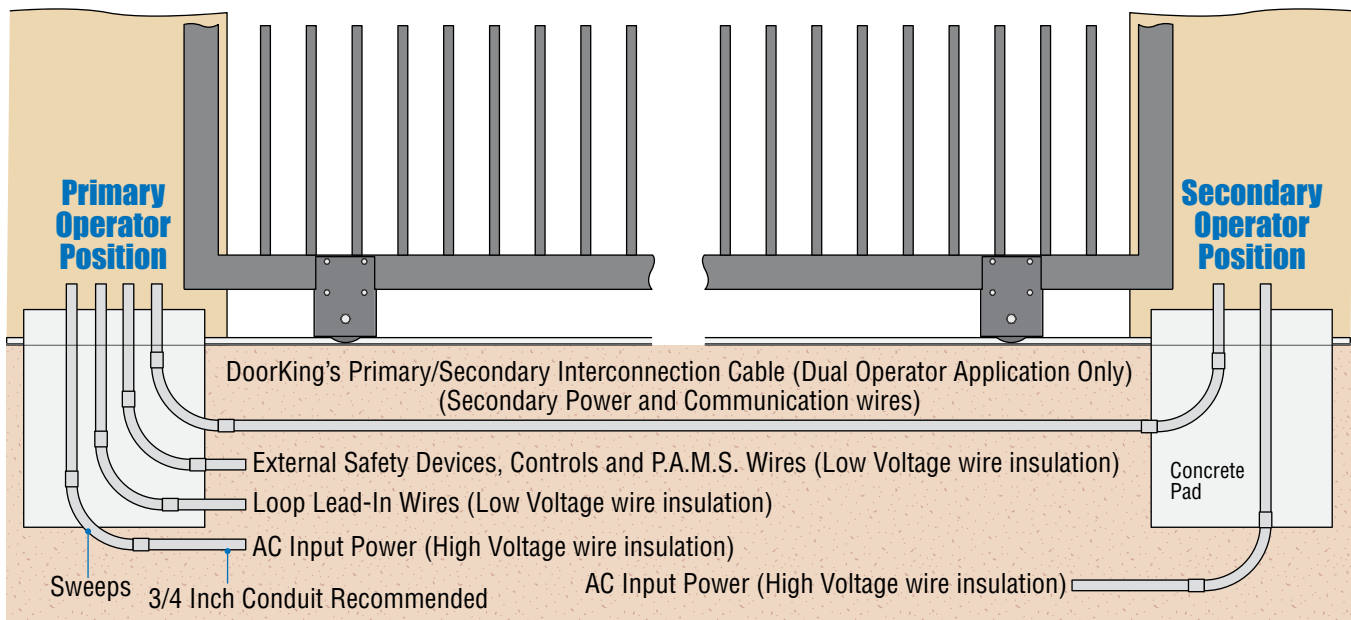 Primary
Operator
Position
Secondary
Operator
Position
DoorKing's Primary/Secondary Interconnection Cable (Dual Operator Application Only)
(Secondary Power and Communication wires)
External Safety Devices, Controls and P.A.M.S. Wires (Low Voltage wire insulation)
Concrete
Pad
Loop Lead-In Wires (Low Voltage wire insulation)
AC Input Power (High Voltage wire insulation)
Sweeps
3/4 Inch Conduit Recommended
AC Input Power (High Voltage wire insulation)